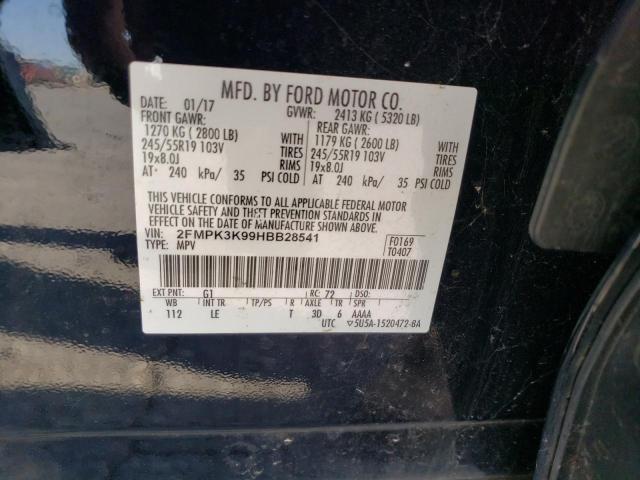 MFD. BY FORD MOTOR CO.
DATE: 01/17 GVWR: 2413 KG ( 5320 LB)
FRONT GAWR: REAR GAWR:
1270 KG ( 2800 LB) WITH 1179 KG ( 2600 LB) WITH
245/55R19 103V TIRES 245/55R19 103V TIRES
19x8.0J RIMS 19x8.0J RIMS
AT 240 kPa/ 35 PSI COLD AT 240 kPa/ 35 PSI COLD
THIS VEHICLE CONFORMS TO ALL APPLICABLE FEDERAL MOTOR
VEHICLE SAFETY AND THEFT PREVENTION STANDARDS IN
EFFECT ON THE DATE OF MANUFACTURE SHOWN ABOVE.
VIN: 2FMPK3K99HBB28541 F0169
TYPE: MPV T0407
EXT PNT: G1 RC: 72
WB INT TR TP/PS R AXLE TR SPR
112 LE T 3D 6 AAAA
UTC ▽5U5A-1520472-BA